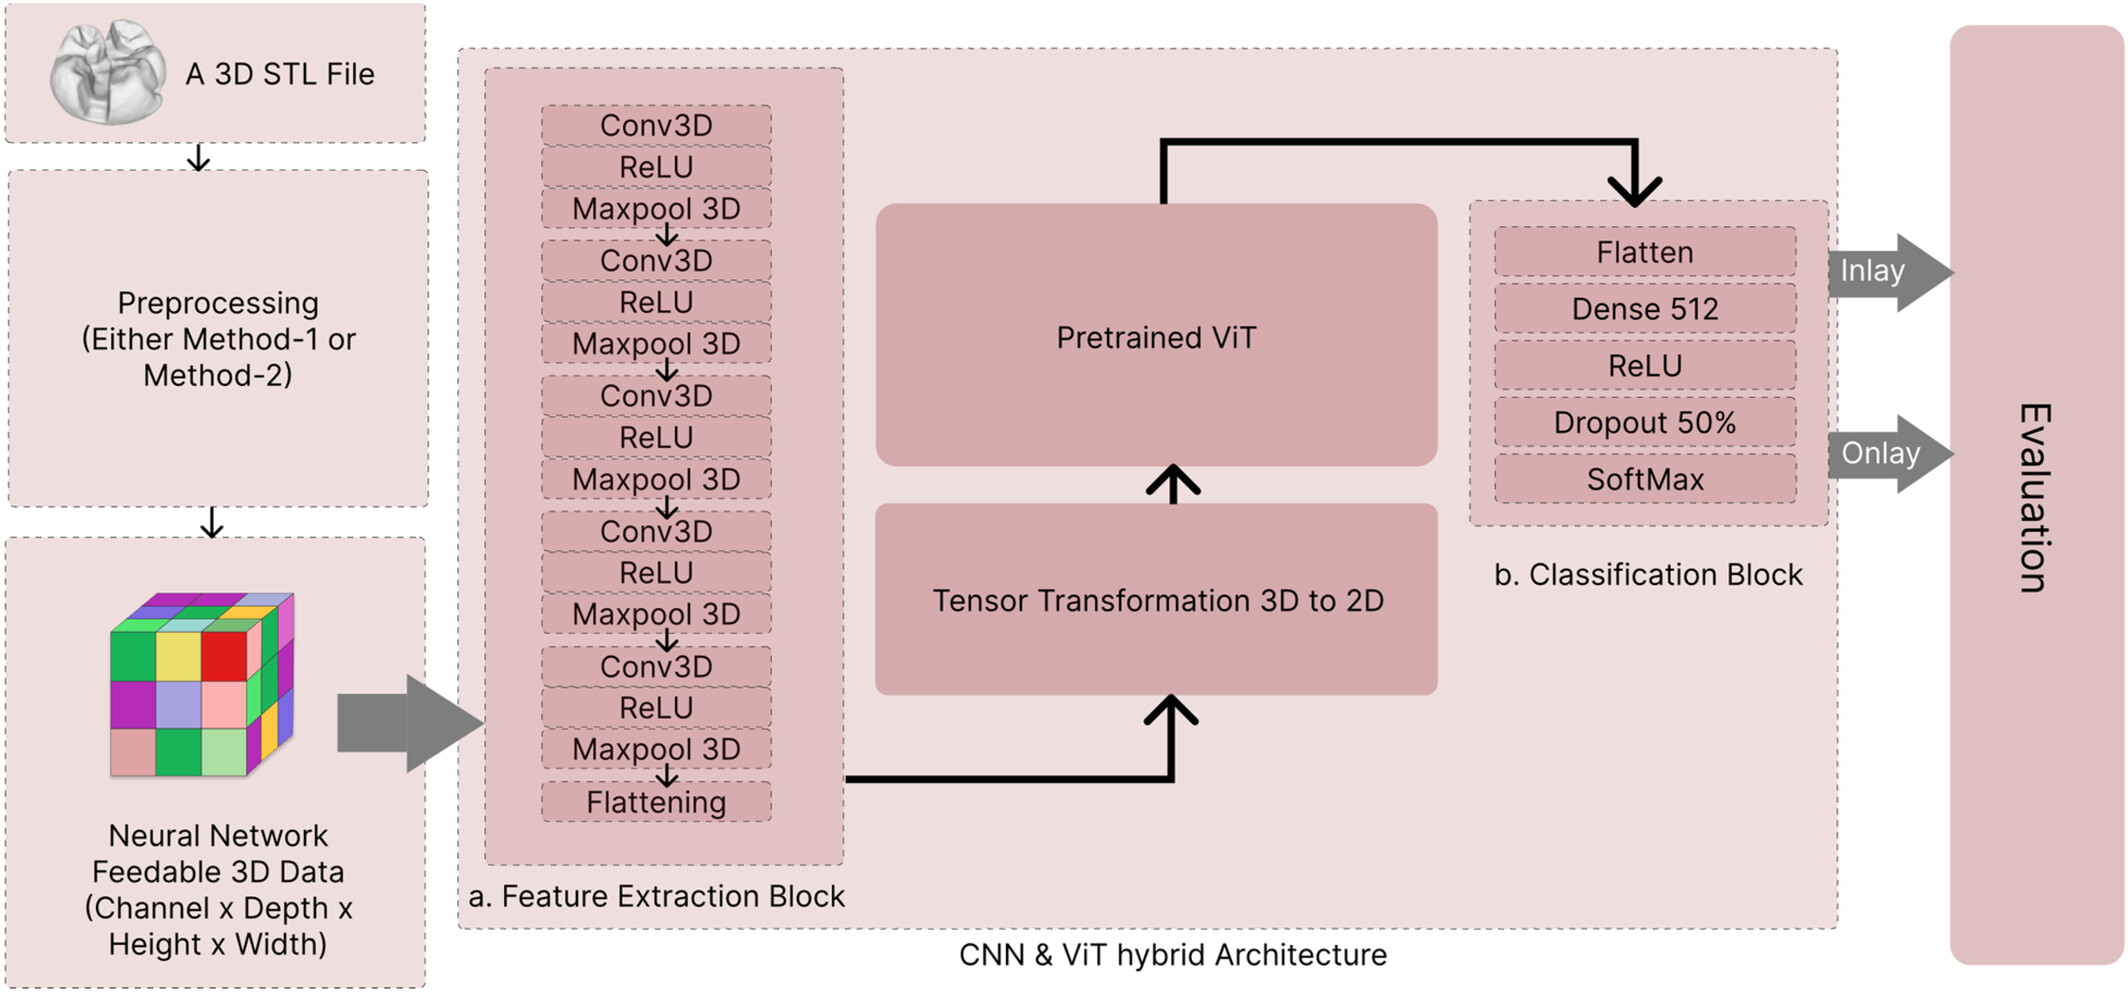 A 3D STL File
Preprocessing
(Either Method-1 or
Method-2)
Neural Network
Feedable 3D Data
(Channel x Depth x
Height x Width)
Conv3D
ReLU
Maxpool 3D
Conv3D
ReLU
Maxpool 3D
Conv3D
ReLU
Maxpool 3D
Conv3D
ReLU
Maxpool 3D
Conv3D
ReLU
Maxpool 3D
Flattening
a. Feature Extraction Block
Pretrained ViT
Tensor Transformation 3D to 2D
Flatten
Dense 512
ReLU
Dropout 50%
SoftMax
b. Classification Block
Inlay
Onlay
Evaluation
CNN & ViT hybrid Architecture